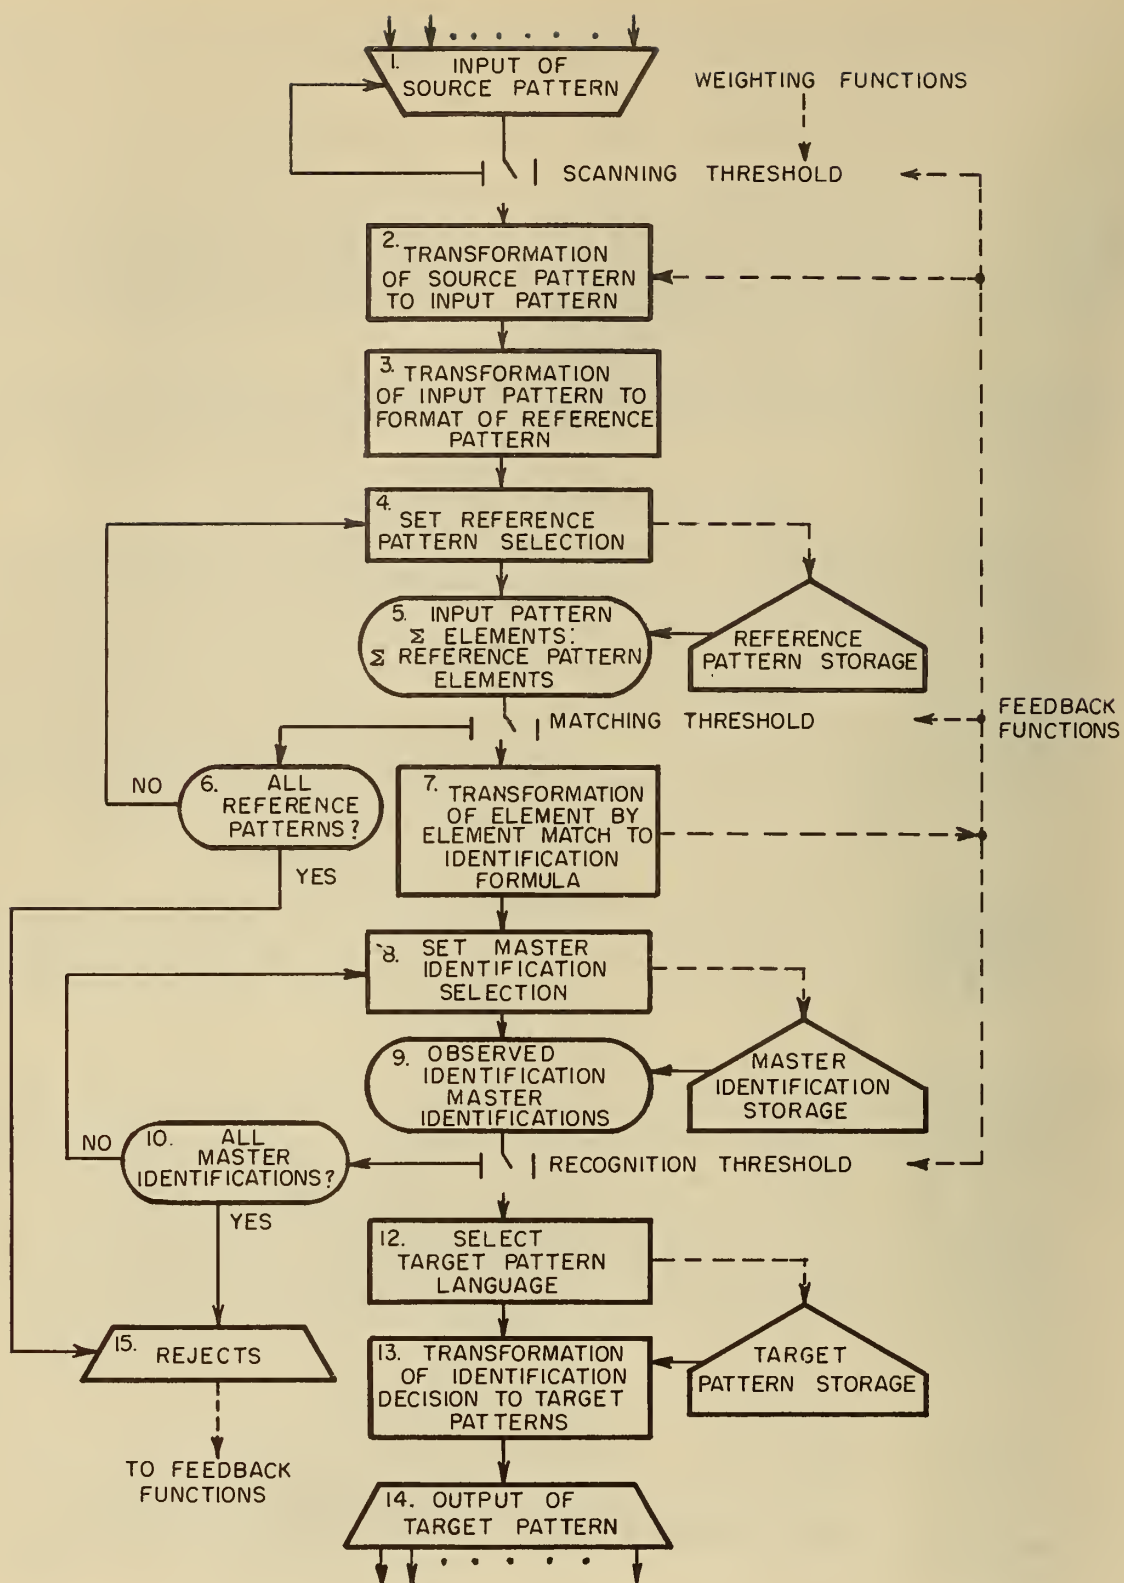 1. INPUT OF
SOURCE PATTERN
WEIGHTING FUNCTIONS
SCANNING THRESHOLD
2. TRANSFORMATION
OF SOURCE PATTERN
TO INPUT PATTERN
3. TRANSFORMATION
OF INPUT PATTERN TO
FORMAT OF REFERENCE
PATTERN
4. SET REFERENCE
PATTERN SELECTION
5. INPUT PATTERN
Σ ELEMENTS:
Σ REFERENCE PATTERN
ELEMENTS
REFERENCE
PATTERN STORAGE
MATCHING THRESHOLD
FEEDBACK
FUNCTIONS
NO
6. ALL
REFERENCE
PATTERNS?
YES
7. TRANSFORMATION
OF ELEMENT BY
ELEMENT MATCH TO
IDENTIFICATION
FORMULA
8. SET MASTER
IDENTIFICATION
SELECTION
9. OBSERVED
IDENTIFICATION
MASTER
IDENTIFICATIONS
MASTER
IDENTIFICATION
STORAGE
NO
10. ALL
MASTER
IDENTIFICATIONS?
YES
RECOGNITION THRESHOLD
12. SELECT
TARGET PATTERN
LANGUAGE
13. TRANSFORMATION
OF IDENTIFICATION
DECISION TO TARGET
PATTERNS
TARGET
PATTERN STORAGE
15. REJECTS
TO FEEDBACK
FUNCTIONS
14. OUTPUT OF
TARGET PATTERN